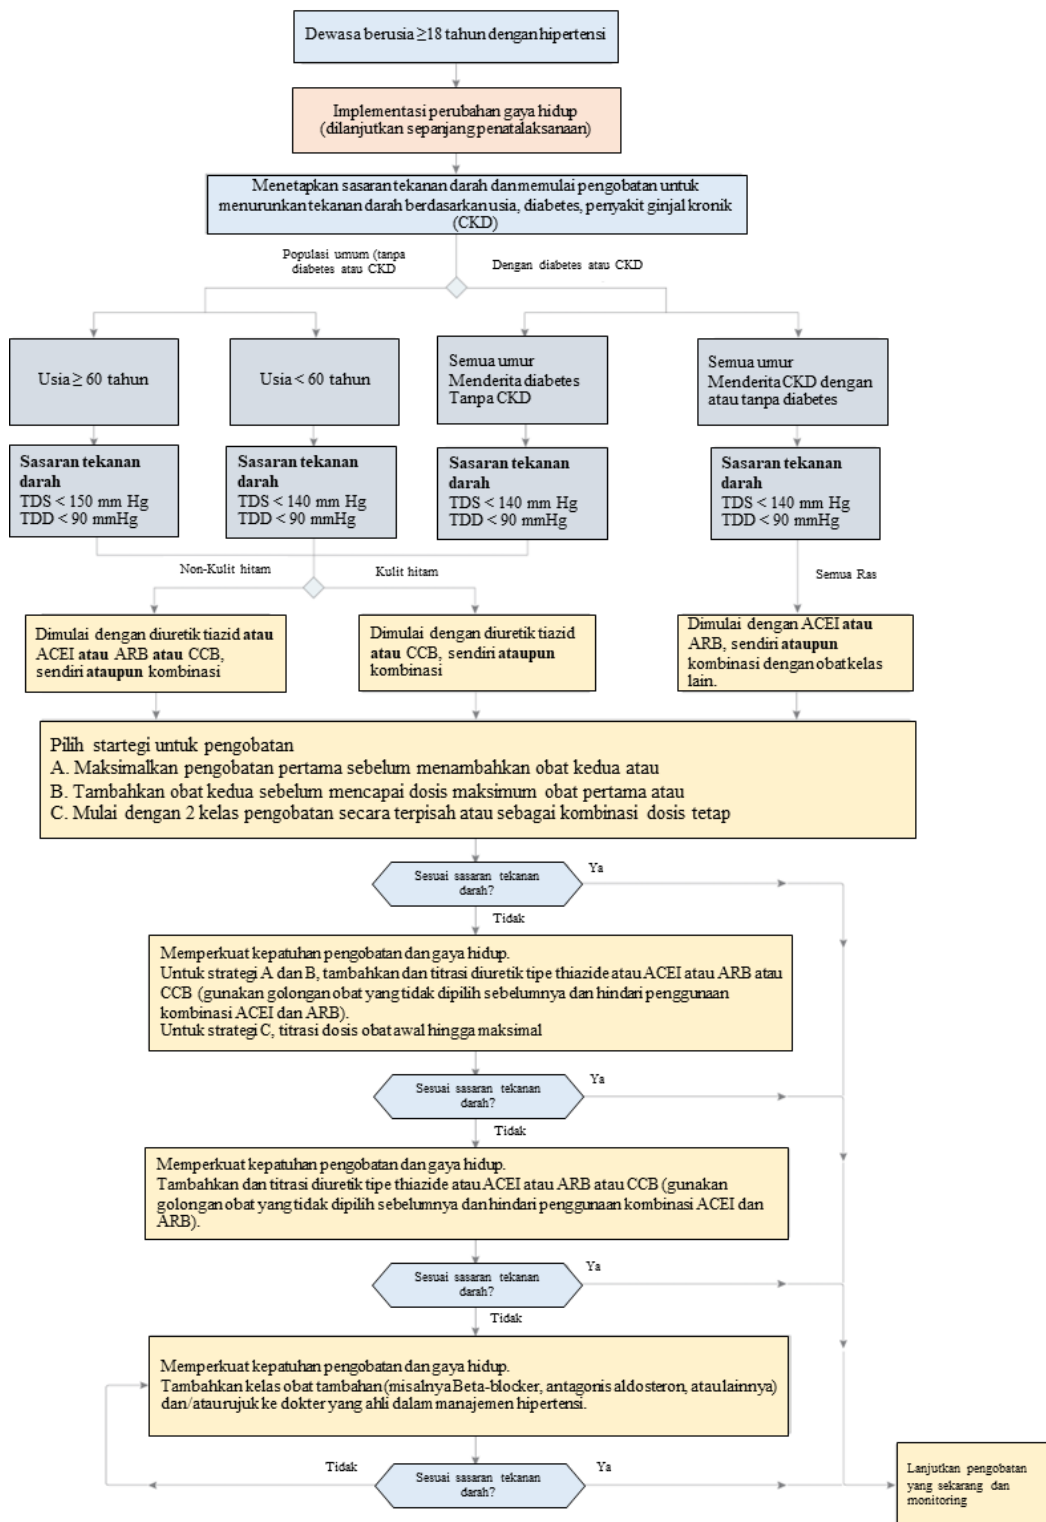 Dewasa berusia ≥18 tahun dengan hipertensi
Implementasi perubahan gaya hidup
(dilanjutkan sepanjang penatalaksanaan)
Menetapkan sasaran tekanan darah dan memulai pengobatan untuk
menurunkan tekanan darah berdasarkan usia, diabetes, penyakit ginjal kronik
(CKD)
Populasi umum (tanpa
diabetes atau CKD
Dengan diabetes atau CKD
Usia ≥ 60 tahun
Usia < 60 tahun
Semua umur
Menderita diabetes
Tanpa CKD
Semua umur
Menderita CKD dengan
atau tanpa diabetes
Sasaran tekanan
darah
TDS < 150 mm Hg
TDD < 90 mmHg
Sasaran tekanan
darah
TDS < 140 mm Hg
TDD < 90 mmHg
Sasaran tekanan
darah
TDS < 140 mm Hg
TDD < 90 mmHg
Sasaran tekanan
darah
TDS < 140 mm Hg
TDD < 90 mmHg
Non-Kulit hitam
Kulit hitam
Semua Ras
Dimulai dengan diuretik tiazid atau
ACEI atau ARB atau CCB,
sendiri ataupun kombinasi
Dimulai dengan diuretik tiazid
atau CCB, sendiri ataupun
kombinasi
Dimulai dengan ACEI atau
ARB, sendiri ataupun
kombinasi dengan obat kelas
lain.
Pilih startegi untuk pengobatan
A. Maksimalkan pengobatan pertama sebelum menambahkan obat kedua atau
B. Tambahkan obat kedua sebelum mencapai dosis maksimum obat pertama atau
C. Mulai dengan 2 kelas pengobatan secara terpisah atau sebagai kombinasi dosis tetap
Sesuai sasaran tekanan
darah?
Ya
Tidak
Memperkuat kepatuhan pengobatan dan gaya hidup.
Untuk strategi A dan B, tambahkan dan titrasi diuretik tipe thiazide atau ACEI atau ARB atau
CCB (gunakan golongan obat yang tidak dipilih sebelumnya dan hindari penggunaan
kombinasi ACEI dan ARB).
Untuk strategi C, titrasi dosis obat awal hingga maksimal
Sesuai sasaran tekanan
darah?
Ya
Tidak
Memperkuat kepatuhan pengobatan dan gaya hidup.
Tambahkan dan titrasi diuretik tipe thiazide atau ACEI atau ARB atau CCB (gunakan
golongan obat yang tidak dipilih sebelumnya dan hindari penggunaan kombinasi ACEI dan
ARB).
Sesuai sasaran tekanan
darah?
Ya
Tidak
Memperkuat kepatuhan pengobatan dan gaya hidup.
Tambahkan kelas obat tambahan (misalnya Beta-blocker, antagonis aldosteron, atau lainnya)
dan/atau rujuk ke dokter yang ahli dalam manajemen hipertensi.
Tidak
Sesuai sasaran tekanan
darah?
Ya
Lanjutkan pengobatan
yang sekarang dan
monitoring